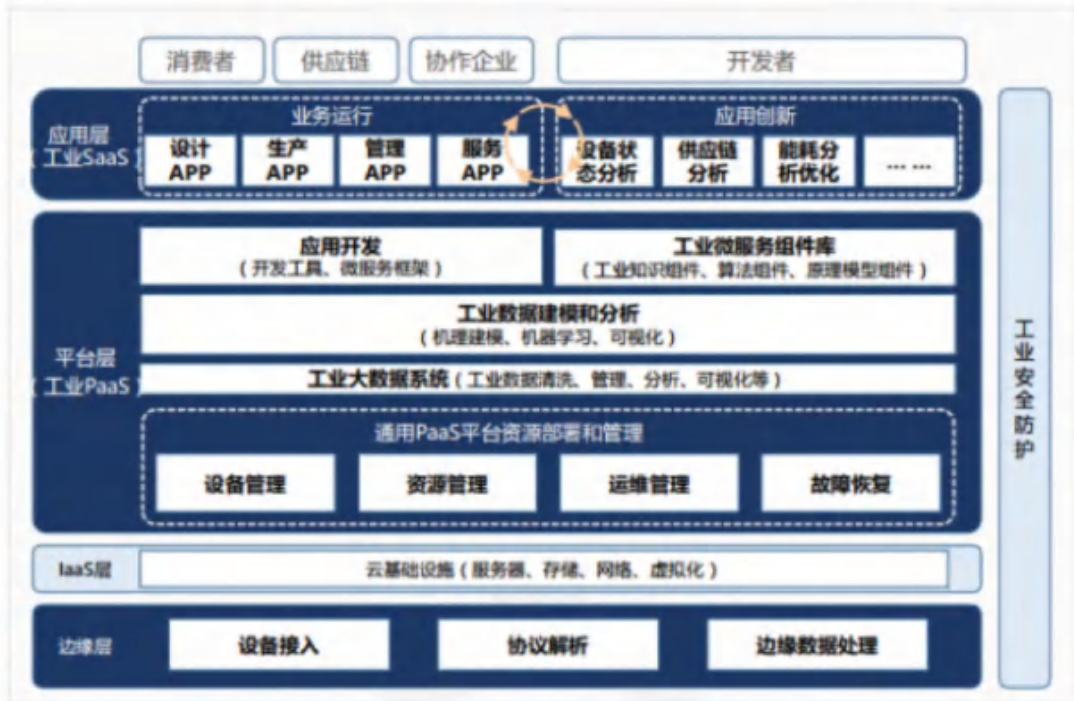 消费者
供应链
协作企业
开发者
应用层
（工业SaaS）
业务运行
设计
APP
生产
APP
管理
APP
服务
APP
应用创新
设备状
态分析
供应链
分析
能耗分
析优化
... ...
平台层
（工业PaaS）
应用开发
（开发工具、微服务框架）
工业微服务组件库
（工业知识组件、算法组件、原理模型组件）
工业数据建模和分析
（机理建模、机器学习、可视化）
工业大数据系统（工业数据清洗、管理、分析、可视化等）
通用PaaS平台资源部署和管理
设备管理
资源管理
运维管理
故障恢复
IaaS层
云基础设施（服务器、存储、网络、虚拟化）
边缘层
设备接入
协议解析
边缘数据处理
工业安全防护